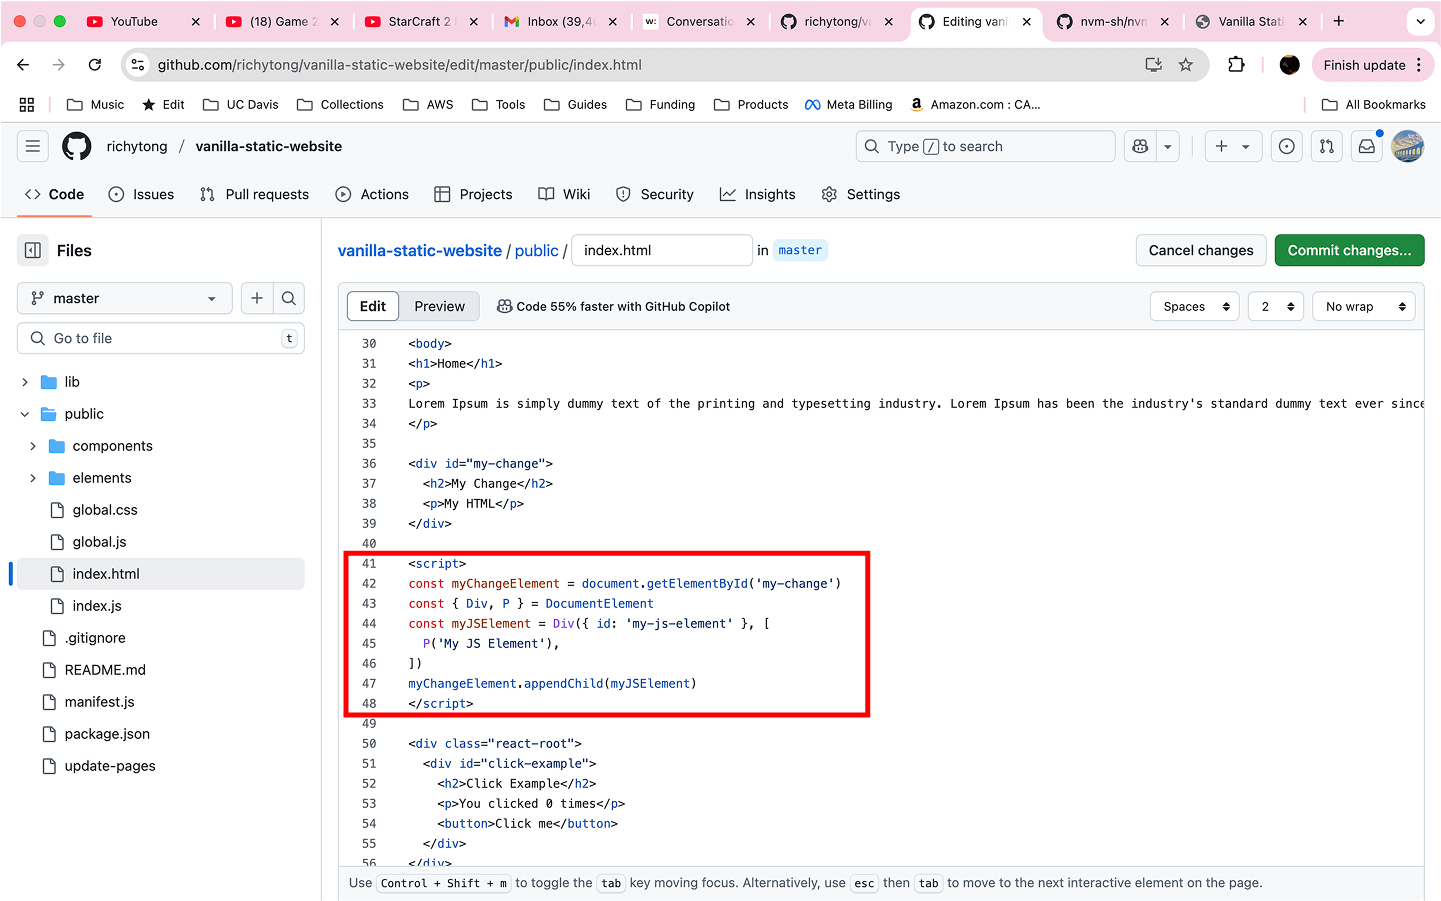 YouTube
(18) Game 2
StarCraft 2
Inbox (39,40
w:
Conversatio
richytong/va
Editing vani
nvm-sh/nvm
Vanilla Stati
github.com/richytong/vanilla-static-website/edit/master/public/index.html
Finish update
Music
Edit
UC Davis
Collections
AWS
Tools
Guides
Funding
Products
Meta Billing
Amazon.com : CA...
All Bookmarks
richytong / vanilla-static-website
Type / to search
Code
Issues
Pull requests
Actions
Projects
Wiki
Security
Insights
Settings
Files
vanilla-static-website / public / index.html in master
Cancel changes
Commit changes...
master
Edit
Preview
Code 55% faster with GitHub Copilot
Spaces
2
No wrap
Go to file
t
lib
public
components
elements
global.css
global.js
index.html
index.js
.gitignore
README.md
manifest.js
package.json
update-pages
30 <body>
31 <h1>Home</h1>
32 <p>
33 Lorem Ipsum is simply dummy text of the printing and typesetting industry. Lorem Ipsum has been the industry's standard dummy text ever since
34 </p>
35
36 <div id="my-change">
37   <h2>My Change</h2>
38   <p>My HTML</p>
39 </div>
40
41 <script>
42 const myChangeElement = document.getElementById('my-change')
43 const { Div, P } = DocumentElement
44 const myJSElement = Div({ id: 'my-js-element' }, [
45   P('My JS Element'),
46 ])
47 myChangeElement.appendChild(myJSElement)
48 </script>
49
50 <div class="react-root">
51   <div id="click-example">
52     <h2>Click Example</h2>
53     <p>You clicked 0 times</p>
54     <button>Click me</button>
55   </div>
56 </div>
Use Control + Shift + m to toggle the tab key moving focus. Alternatively, use esc then tab to move to the next interactive element on the page.